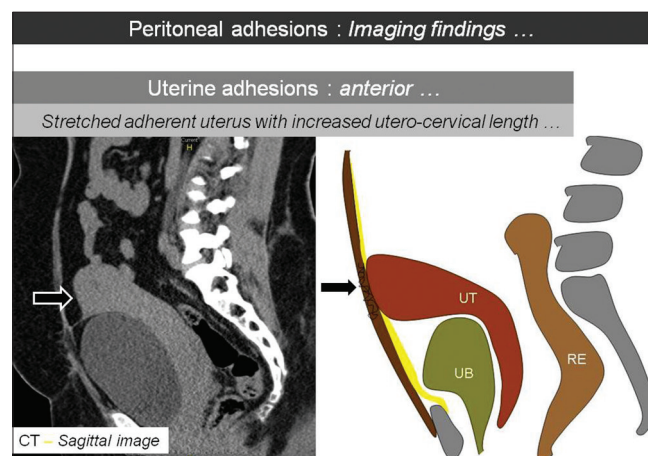 Peritoneal adhesions : Imaging findings …
Uterine adhesions : anterior …
Stretched adherent uterus with increased utero-cervical length …
H
UT
UB
RE
CT – Sagittal image